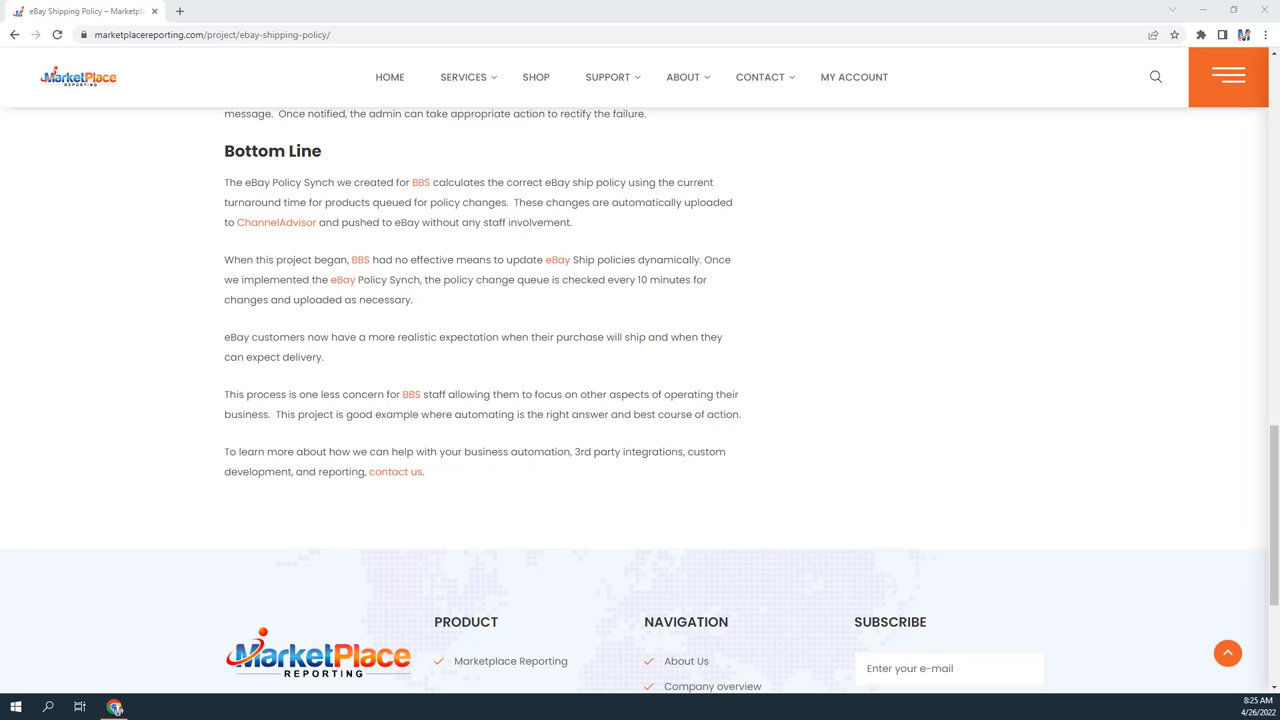 eBay Shipping Policy – Marketpla
marketplacereporting.com/project/ebay-shipping-policy/
MarketPlace
REPORTING
HOME
SERVICES
SHOP
SUPPORT
ABOUT
CONTACT
MY ACCOUNT
message. Once notified, the admin can take appropriate action to rectify the failure.
Bottom Line
The eBay Policy Synch we created for BBS calculates the correct eBay ship policy using the current
turnaround time for products queued for policy changes. These changes are automatically uploaded
to ChannelAdvisor and pushed to eBay without any staff involvement.
When this project began, BBS had no effective means to update eBay Ship policies dynamically. Once
we implemented the eBay Policy Synch, the policy change queue is checked every 10 minutes for
changes and uploaded as necessary.
eBay customers now have a more realistic expectation when their purchase will ship and when they
can expect delivery.
This process is one less concern for BBS staff allowing them to focus on other aspects of operating their
business. This project is good example where automating is the right answer and best course of action.
To learn more about how we can help with your business automation, 3rd party integrations, custom
development, and reporting, contact us.
MarketPlace
REPORTING
PRODUCT
Marketplace Reporting
NAVIGATION
About Us
Company overview
SUBSCRIBE
Enter your e-mail
8:25 AM
4/26/2022